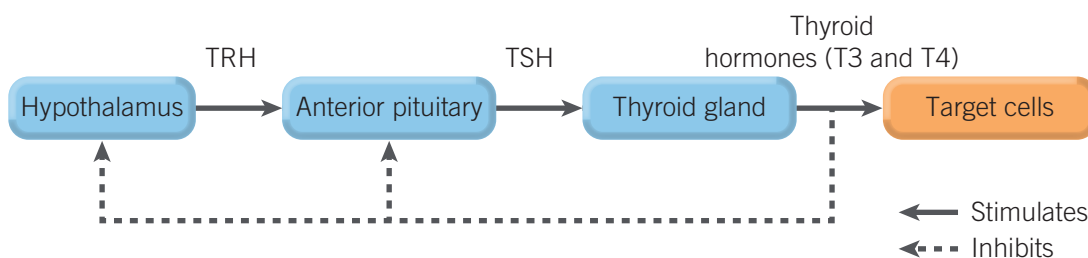 Thyroid
hormones (T3 and T4)
TRH
TSH
Hypothalamus
Anterior pituitary
Thyroid gland
Target cells
Stimulates
Inhibits